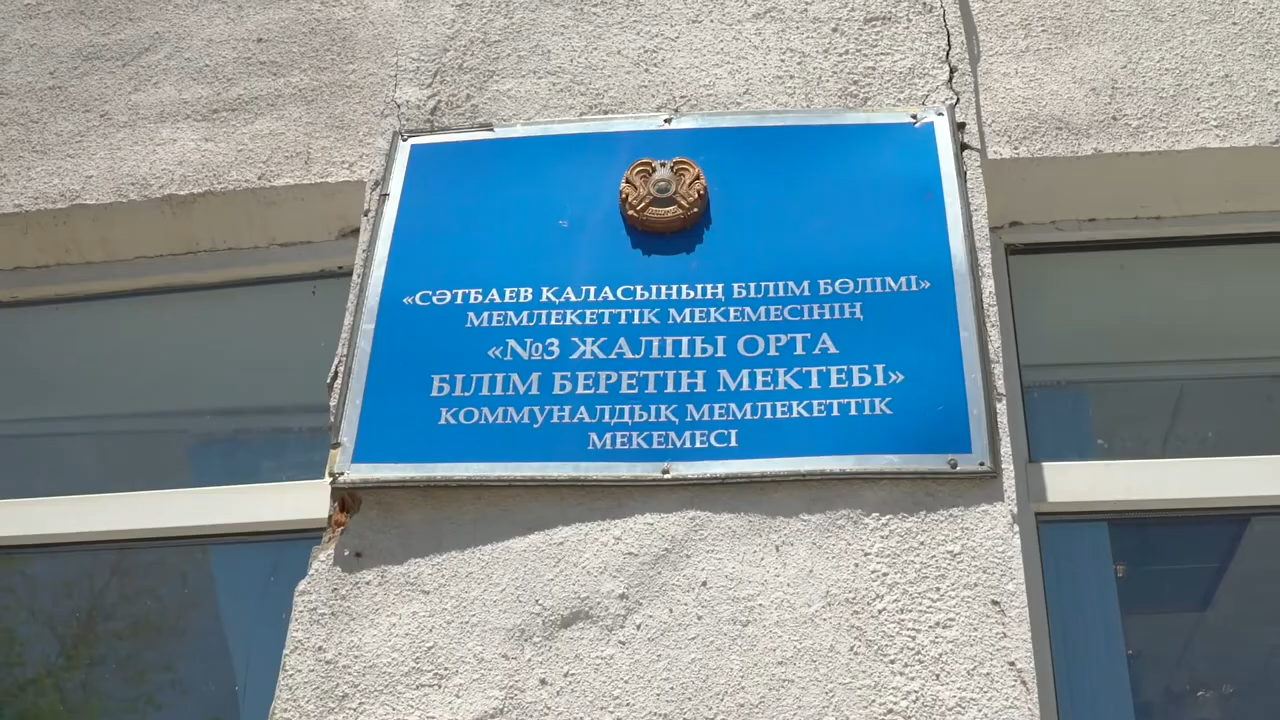 «СӘТБАЕВ ҚАЛАСЫНЫҢ БІЛІМ БӨЛІМІ»
МЕМЛЕКЕТТІК МЕКЕМЕСІНІҢ
«№3 ЖАЛПЫ ОРТА
БІЛІМ БЕРЕТІН МЕКТЕБІ»
КОММУНАЛДЫҚ МЕМЛЕКЕТТІК
МЕКЕМЕСІ